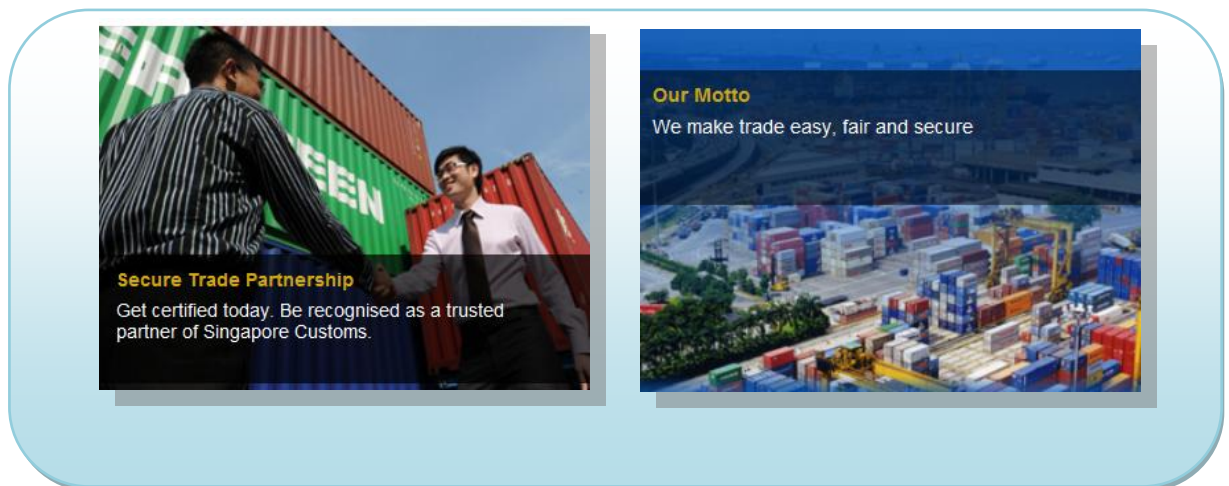 EEN
Secure Trade Partnership
Get certified today. Be recognised as a trusted
partner of Singapore Customs.
Our Motto
We make trade easy, fair and secure